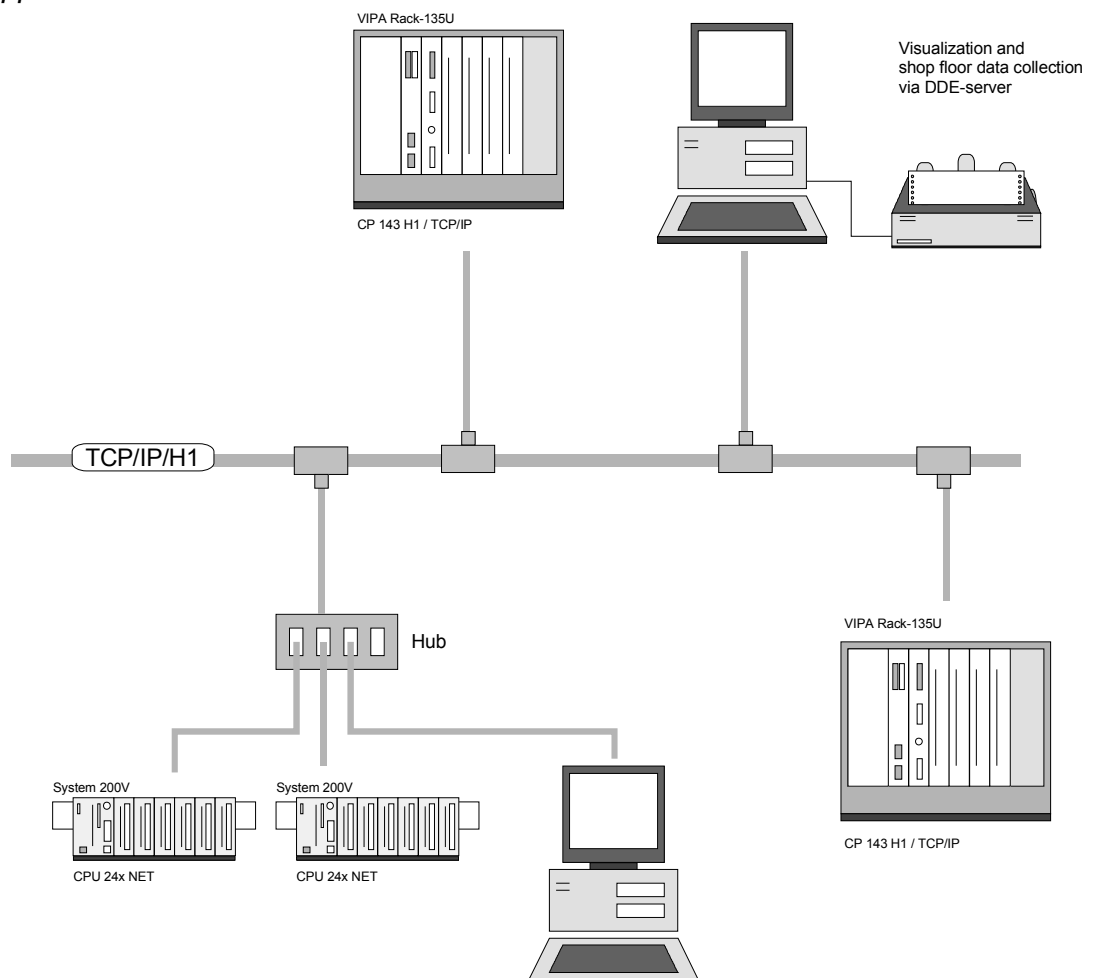 VIPA Rack-135U
Visualization and
shop floor data collection
via DDE-server
CP 143 H1 / TCP/IP
TCP/IP/H1
Hub
VIPA Rack-135U
System 200V
System 200V
CP 143 H1 / TCP/IP
CPU 24x NET
CPU 24x NET